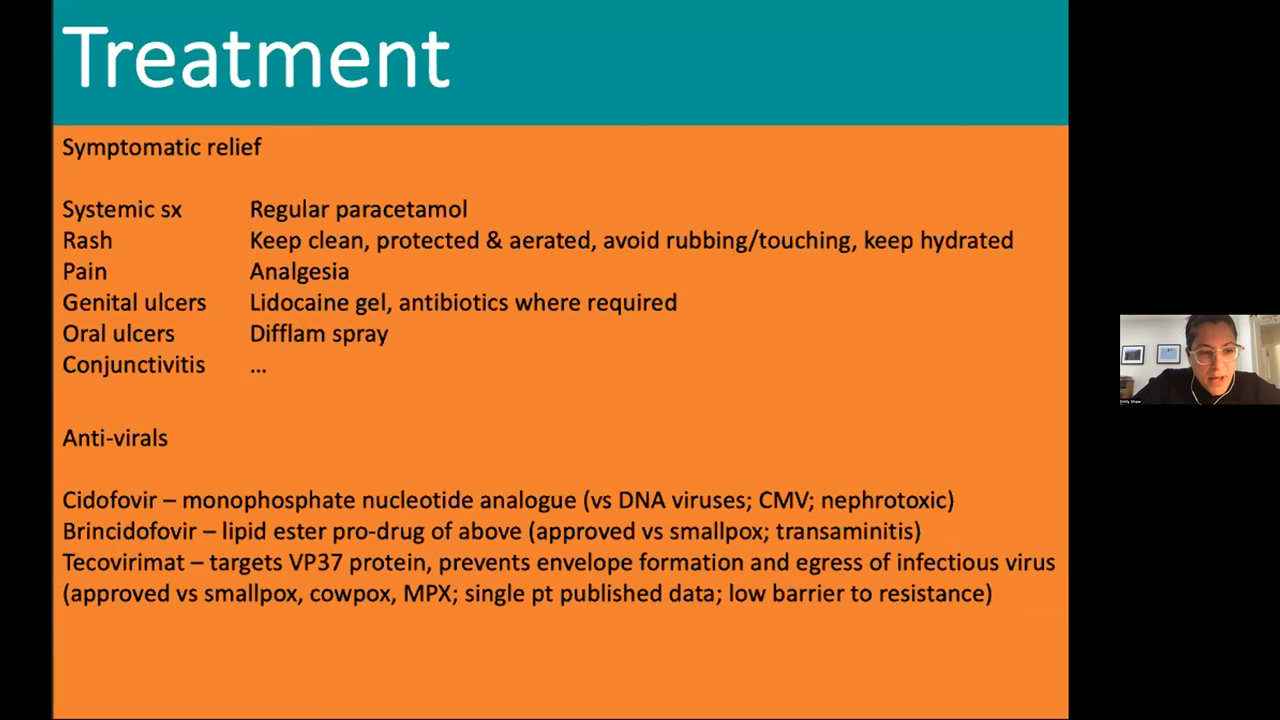 Treatment
Symptomatic relief
Systemic sx Regular paracetamol
Rash Keep clean, protected & aerated, avoid rubbing/touching, keep hydrated
Pain Analgesia
Genital ulcers Lidocaine gel, antibiotics where required
Oral ulcers Difflam spray
Conjunctivitis ...
Anti-virals
Cidofovir – monophosphate nucleotide analogue (vs DNA viruses; CMV; nephrotoxic)
Brincidofovir – lipid ester pro-drug of above (approved vs smallpox; transaminitis)
Tecovirimat – targets VP37 protein, prevents envelope formation and egress of infectious virus
(approved vs smallpox, cowpox, MPX; single pt published data; low barrier to resistance)